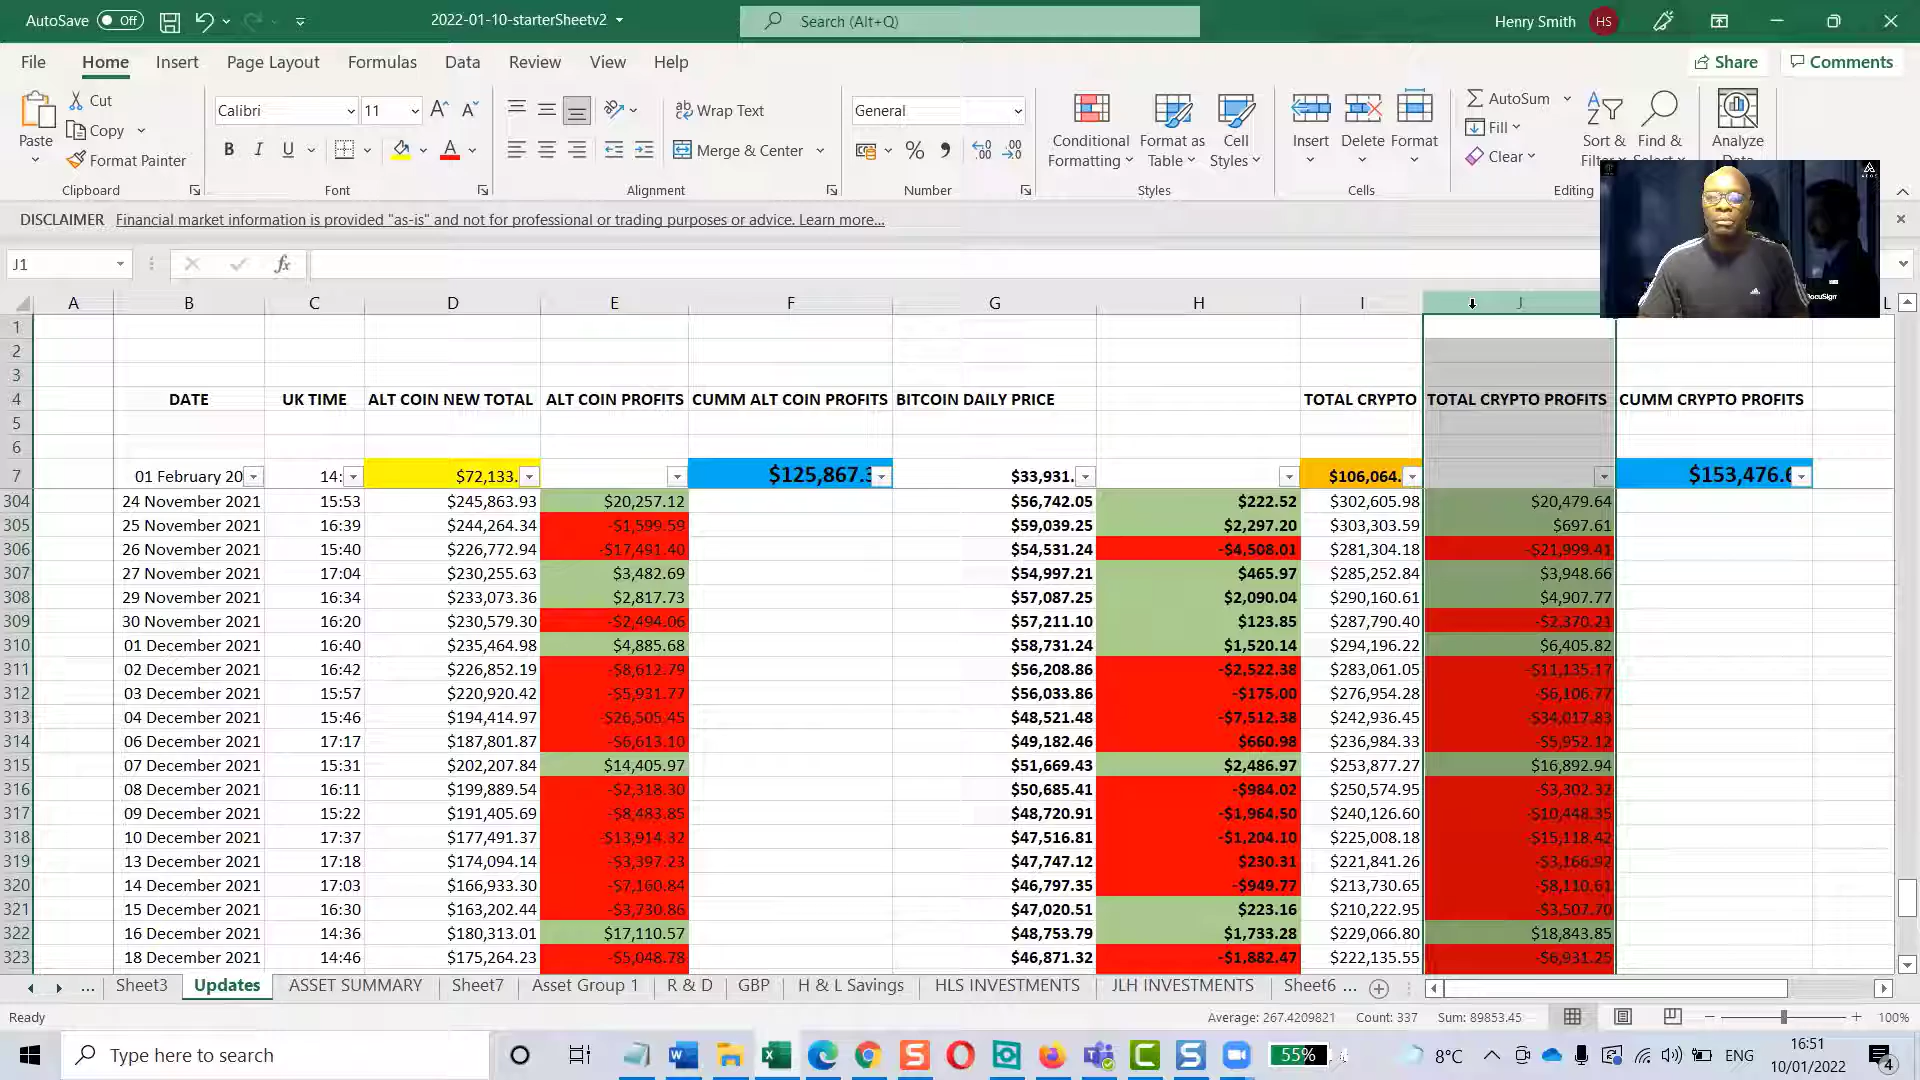 AutoSave Off 2022-01-10-starterSheetv2 Search (Alt+Q) Henry Smith HS
File Home Insert Page Layout Formulas Data Review View Help Share Comments
Paste Cut Copy Format Painter Clipboard
Calibri 11 B I U A Font
Wrap Text Merge & Center Alignment
General % Number
Conditional Formatting Format as Table Cell Styles Styles
Insert Delete Format Cells
AutoSum Fill Clear Sort & Filter Find & Select Editing
Analyze Data
DISCLAIMER Financial market information is provided "as-is" and not for professional or trading purposes or advice. Learn more...
J1 fx
A B C D E F G H I J L
1
2
3
4 DATE UK TIME ALT COIN NEW TOTAL ALT COIN PROFITS CUMM ALT COIN PROFITS BITCOIN DAILY PRICE TOTAL CRYPTO TOTAL CRYPTO PROFITS CUMM CRYPTO PROFITS
5
6
7 01 February 20 14: $72,133. $125,867. $33,931. $106,064. $153,476.
304 24 November 2021 15:53 $245,863.93 $20,257.12 $56,742.05 $222.52 $302,605.98 $20,479.64
305 25 November 2021 16:39 $244,264.34 -$1,599.59 $59,039.25 $2,297.20 $303,303.59 $697.61
306 26 November 2021 15:40 $226,772.94 -$17,491.40 $54,531.24 -$4,508.01 $281,304.18 -$21,999.41
307 27 November 2021 17:04 $230,255.63 $3,482.69 $54,997.21 $465.97 $285,252.84 $3,948.66
308 29 November 2021 16:34 $233,073.36 $2,817.73 $57,087.25 $2,090.04 $290,160.61 $4,907.77
309 30 November 2021 16:20 $230,579.30 -$2,494.06 $57,211.10 $123.85 $287,790.40 -$2,370.21
310 01 December 2021 16:40 $235,464.98 $4,885.68 $58,731.24 $1,520.14 $294,196.22 $6,405.82
311 02 December 2021 16:42 $226,852.19 -$8,612.79 $56,208.86 -$2,522.38 $283,061.05 -$11,135.17
312 03 December 2021 15:57 $220,920.42 -$5,931.77 $56,033.86 -$175.00 $276,954.28 -$6,106.77
313 04 December 2021 15:46 $194,414.97 -$26,505.45 $48,521.48 -$7,512.38 $242,936.45 -$34,017.83
314 06 December 2021 17:17 $187,801.87 -$6,613.10 $49,182.46 $660.98 $236,984.33 -$5,952.12
315 07 December 2021 15:31 $202,207.84 $14,405.97 $51,669.43 $2,486.97 $253,877.27 $16,892.94
316 08 December 2021 16:11 $199,889.54 -$2,318.30 $50,685.41 -$984.02 $250,574.95 -$3,302.32
317 09 December 2021 15:22 $191,405.69 -$8,483.85 $48,720.91 -$1,964.50 $240,126.60 -$10,448.35
318 10 December 2021 17:37 $177,491.37 -$13,914.32 $47,516.81 -$1,204.10 $225,008.18 -$15,118.42
319 13 December 2021 17:18 $174,094.14 -$3,397.23 $47,747.12 $230.31 $221,841.26 -$3,166.92
320 14 December 2021 17:03 $166,933.30 -$7,160.84 $46,797.35 -$949.77 $213,730.65 -$8,110.61
321 15 December 2021 16:30 $163,202.44 -$3,730.86 $47,020.51 $223.16 $210,222.95 -$3,507.70
322 16 December 2021 14:36 $180,313.01 $17,110.57 $48,753.79 $1,733.28 $229,066.80 $18,843.85
323 18 December 2021 14:46 $175,264.23 -$5,048.78 $46,871.32 -$1,882.47 $222,135.55 -$6,931.25
... Sheet3 Updates ASSET SUMMARY Sheet7 Asset Group 1 R & D GBP H & L Savings HLS INVESTMENTS JLH INVESTMENTS Sheet6 ...
Ready Average: 267.4209821 Count: 337 Sum: 89853.45 100%
Type here to search 55% 8°C ENG 16:51
10/01/2022 4